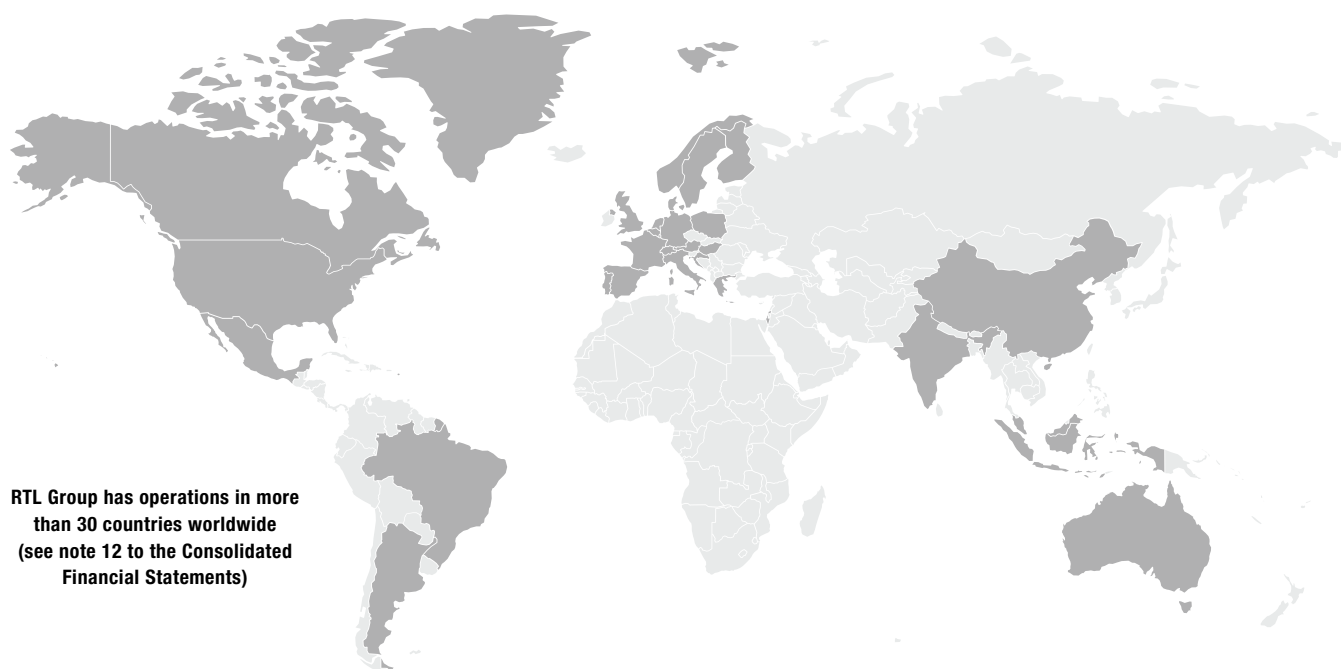 RTL Group has operations in more
than 30 countries worldwide
(see note 12 to the Consolidated
Financial Statements)